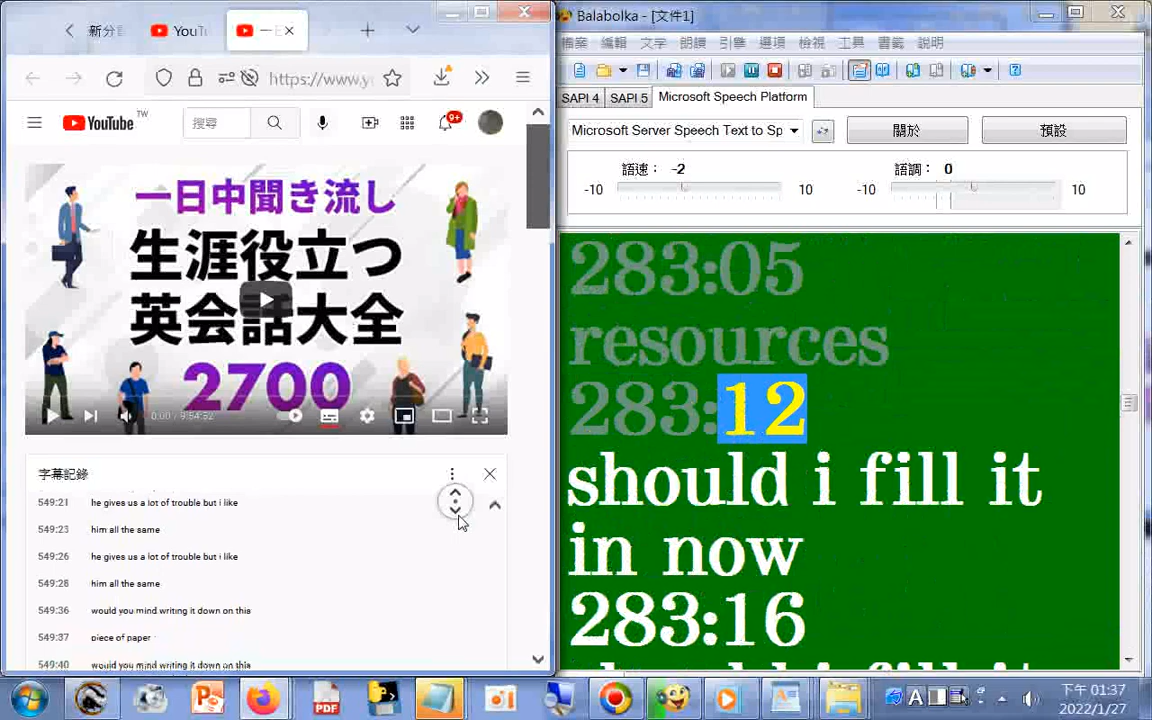 新分
YouT
一E
https://www.y
YouTube
TW
搜尋
9+
一日中聞き流し
生涯役立つ
英会話大全
2700
0:00
字幕記錄
549:21 he gives us a lot of trouble but i like
549:23 him all the same
549:26 he gives us a lot of trouble but i like
549:28 him all the same
549:36 would you mind writing it down on this
549:37 piece of paper
549:40 would you mind writing it down on this
Balabolka - [文件1]
檔案 編輯 文字 朗讀 引擎 選項 檢視 工具 書籤 說明
SAPI 4 SAPI 5 Microsoft Speech Platform
Microsoft Server Speech Text to Sp
關於 預設
語速： -2 語調： 0
-10 10 -10 10
283:05
resources
283:12
should i fill it
in now
283:16
should i fill it
PDF
A
下午 01:37
2022/1/27